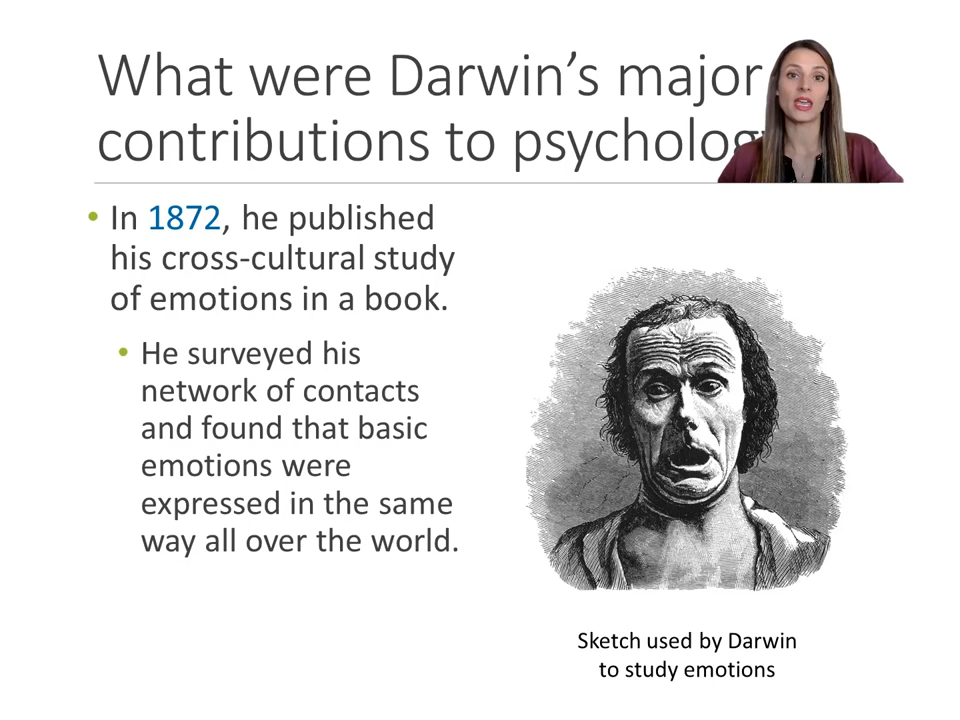 What were Darwin’s major
contributions to
• In 1872, he published
his cross-cultural study
of emotions in a book.
• He surveyed his
network of contacts
and found that basic
emotions were
expressed in the same
way all over the world.
Sketch used by Darwin
to study emotions